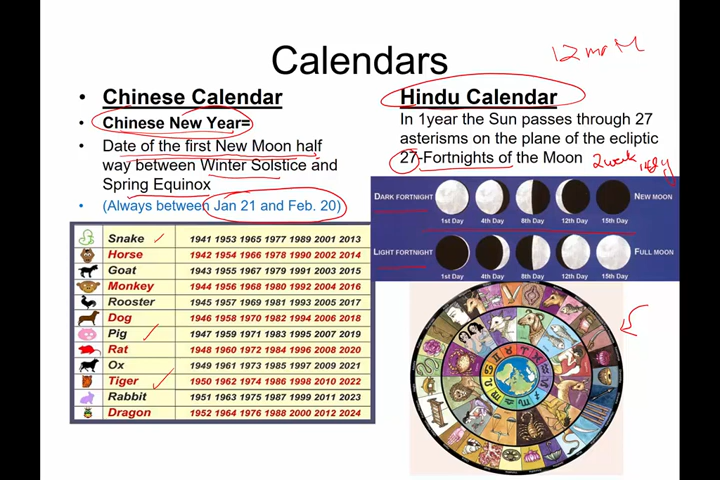 Calendars
12
• Chinese Calendar
• Chinese New Year=
• Date of the first New Moon half
way between Winter Solstice and
Spring Equinox
• (Always between Jan 21 and Feb. 20)
Snake 1941 1953 1965 1977 1989 2001 2013
Horse 1942 1954 1966 1978 1990 2002 2014
Goat 1943 1955 1967 1979 1991 2003 2015
Monkey 1944 1956 1968 1980 1992 2004 2016
Rooster 1945 1957 1969 1981 1993 2005 2017
Dog 1946 1958 1970 1982 1994 2006 2018
Pig 1947 1959 1971 1983 1995 2007 2019
Rat 1948 1960 1972 1984 1996 2008 2020
Ox 1949 1961 1973 1985 1997 2009 2021
Tiger 1950 1962 1974 1986 1998 2010 2022
Rabbit 1951 1963 1975 1987 1999 2011 2023
Dragon 1952 1964 1976 1988 2000 2012 2024
Hindu Calendar
In 1year the Sun passes through 27
asterisms on the plane of the ecliptic
27-Fortnights of the Moon
2 week
DARK FORTNIGHT NEW MOON
1st Day 4th Day 8th Day 12th Day 15th Day
LIGHT FORTNIGHT FULL MOON
1st Day 4th Day 8th Day 12th Day 15th Day